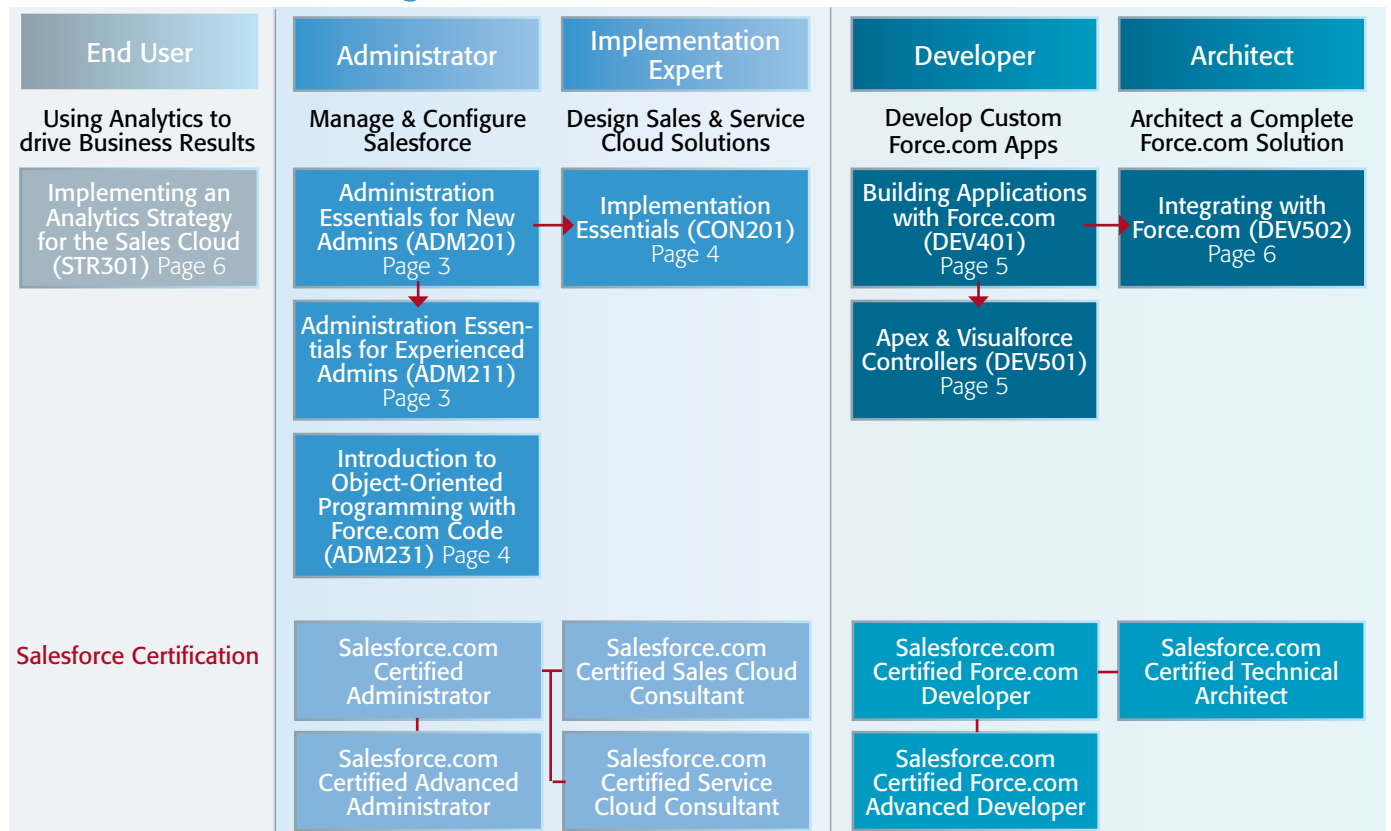 End User
Administrator
Implementation
Expert
Developer
Architect
Using Analytics to
drive Business Results
Manage & Configure
Salesforce
Design Sales & Service
Cloud Solutions
Develop Custom
Force.com Apps
Architect a Complete
Force.com Solution
Implementing an
Analytics Strategy
for the Sales Cloud
(STR301) Page 6
Administration
Essentials for New
Admins (ADM201)
Page 3
Implementation
Essentials (CON201)
Page 4
Building Applications
with Force.com
(DEV401)
Page 5
Integrating with
Force.com (DEV502)
Page 6
Administration Essen-
tials for Experienced
Admins (ADM211)
Page 3
Apex & Visualforce
Controllers (DEV501)
Page 5
Introduction to
Object-Oriented
Programming with
Force.com Code
(ADM231) Page 4
Salesforce Certification
Salesforce.com
Certified
Administrator
Salesforce.com
Certified Sales Cloud
Consultant
Salesforce.com
Certified Force.com
Developer
Salesforce.com
Certified Technical
Architect
Salesforce.com
Certified Advanced
Administrator
Salesforce.com
Certified Service
Cloud Consultant
Salesforce.com
Certified Force.com
Advanced Developer